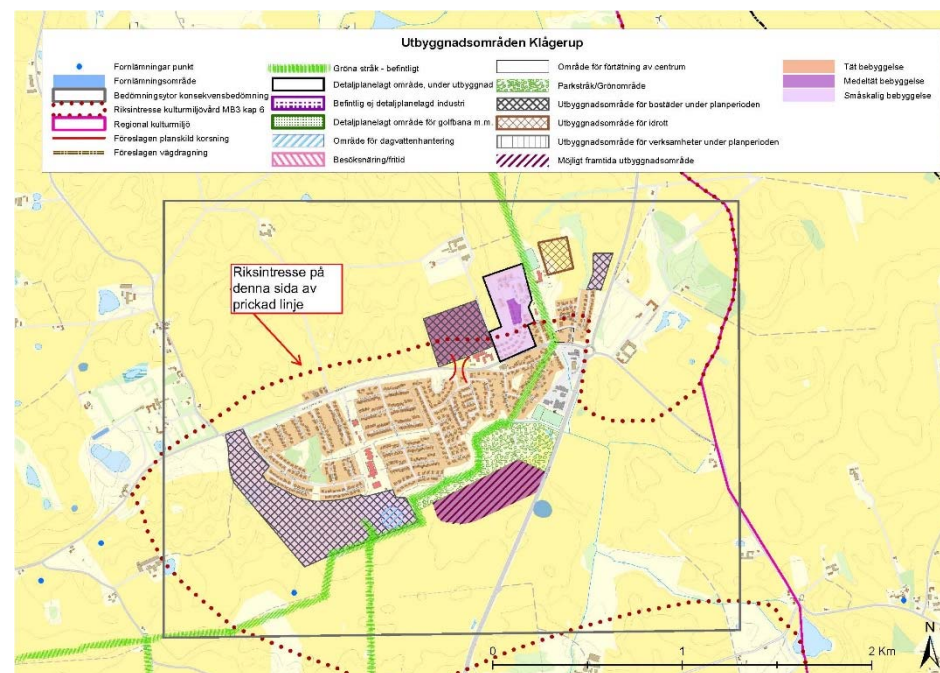 Utbyggnadsområden Klågerup
Fornlämningar punkt
Fornlämningsområde
Bedömningsytor konsekvensbedömning
Riksintresse kulturmiljövård MB3 kap 6
Regional kulturmiljö
Föreslagen planskild korsning
Föreslagen vägdragning
Gröna stråk - befintligt
Detaljplanelagt område, under utbyggnad
Befintlig ej detaljplanelagd industri
Detaljplanelagt område för golfbana m.m.
Område för dagvattenhantering
Besöksnäring/fritid
Område för förtätning av centrum
Parkstråk/Grönområde
Utbyggnadsområde för bostäder under planperioden
Utbyggnadsområde för idrott
Utbyggnadsområde för verksamheter under planperioden
Möjligt framtida utbyggnadsområde
Tät bebyggelse
Medeltät bebyggelse
Småskalig bebyggelse
Riksintresse på
denna sida av
prickad linje
N
0 1 2 Km